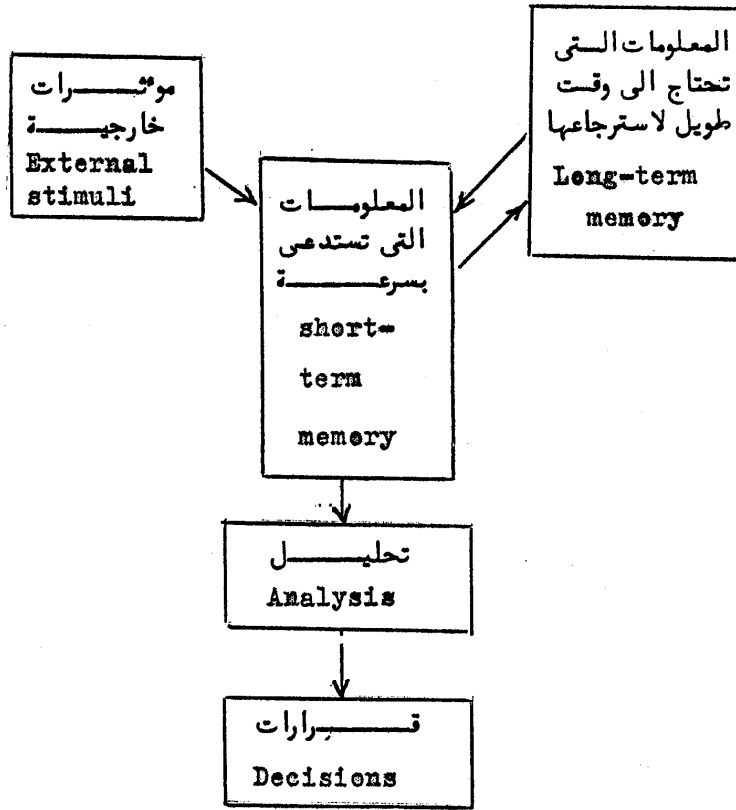 مؤثرات
خارجية
External
stimuli
المعلومات التى
تحتاج الى وقت
طويل لاسترجاعها
Long-term
memory
المعلومات
التى تستدعى
بسرعة
short-
term
memory
تحليل
Analysis
قرارات
Decisions